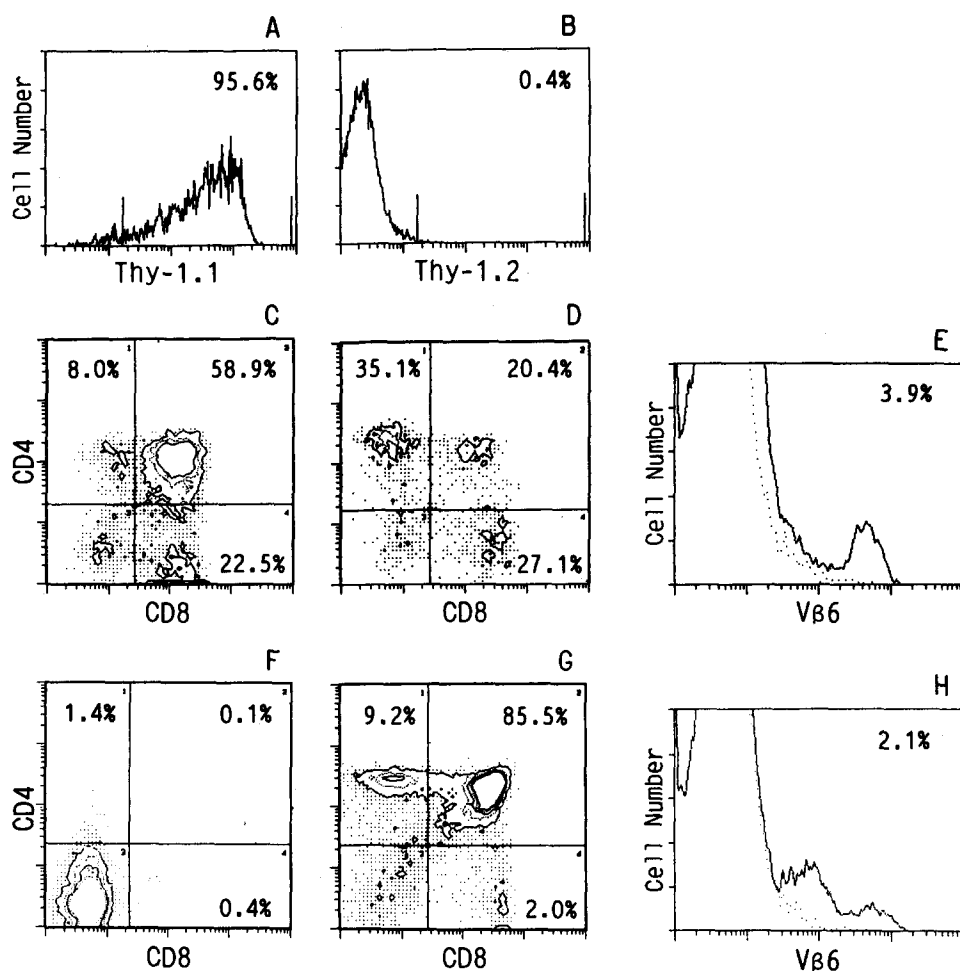 A
95.6%
Cell Number
Thy-1.1
B
0.4%
Thy-1.2
C
8.0%
58.9%
22.5%
CD4
CD8
D
35.1%
20.4%
27.1%
CD8
E
3.9%
Cell Number
Vβ6
F
1.4%
0.1%
0.4%
CD4
CD8
G
9.2%
85.5%
2.0%
CD8
H
2.1%
Cell Number
Vβ6